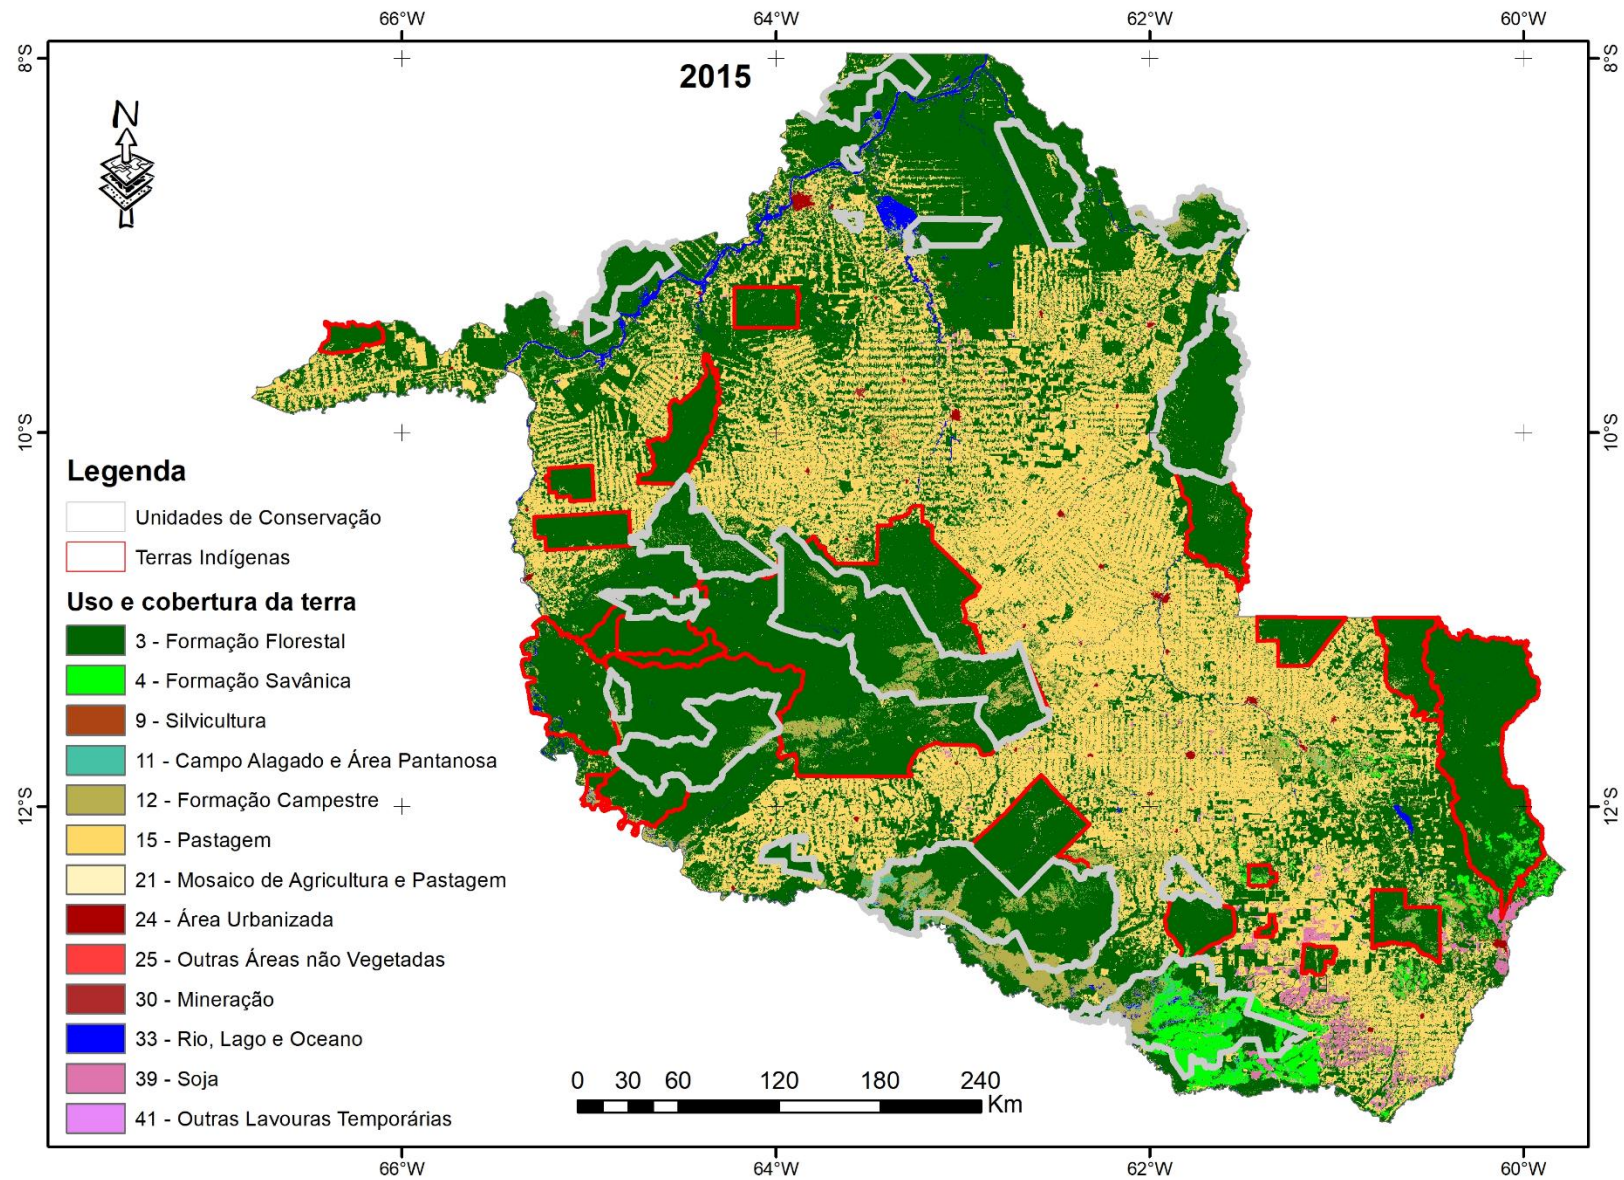 66°W 64°W 62°W 60°W
8°S 8°S
2015
N
10°S 10°S
Legenda
Unidades de Conservação
Terras Indígenas
Uso e cobertura da terra
3 - Formação Florestal
4 - Formação Savânica
9 - Silvicultura
11 - Campo Alagado e Área Pantanosa
12 - Formação Campestre
12°S 12°S
15 - Pastagem
21 - Mosaico de Agricultura e Pastagem
24 - Área Urbanizada
25 - Outras Áreas não Vegetadas
30 - Mineração
33 - Rio, Lago e Oceano
39 - Soja
41 - Outras Lavouras Temporárias
0 30 60 120 180 240
Km
66°W 64°W 62°W 60°W